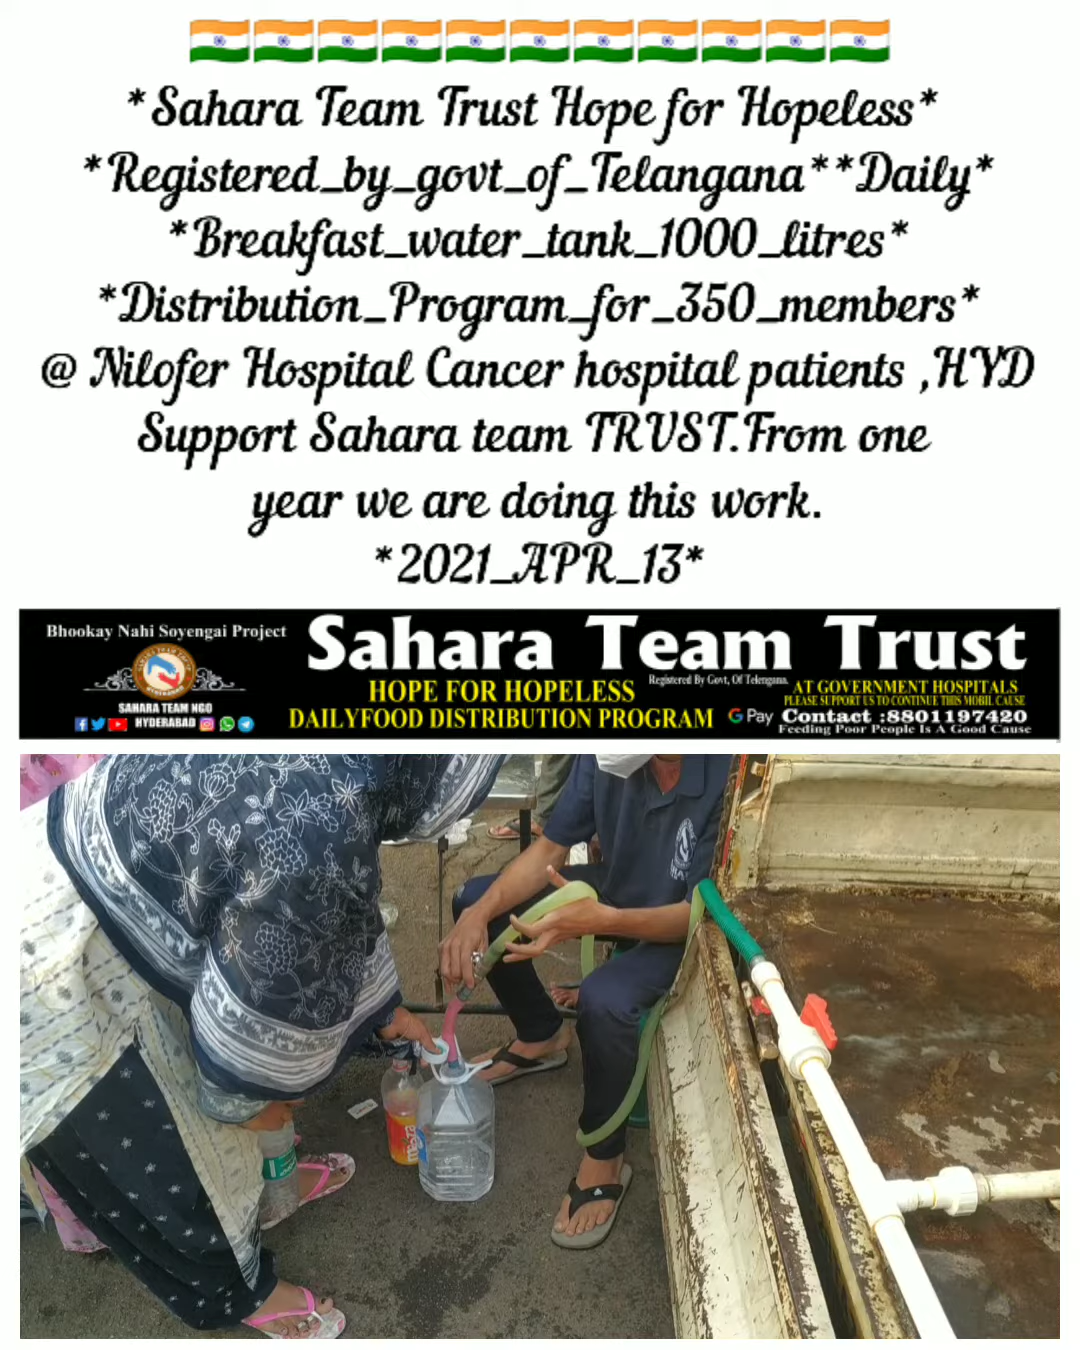 *Sahara Team Trust Hope for Hopeless*
*Registered_by_govt_of_Telangana**Daily*
*Breakfast_water_tank_1000_litres*
*Distribution_Program_for_350_members*
@ Nilofer Hospital Cancer hospital patients ,HYD
Support Sahara team TRUST.From one
year we are doing this work.
*2021_APR_13*
Bhookay Nahi Soyengai Project
SAHARA TEAM NGO
HYDERABAD
Sahara Team Trust
Registered By Govt, Of Telengana.
HOPE FOR HOPELESS
DAILYFOOD DISTRIBUTION PROGRAM
AT GOVERNMENT HOSPITALS
PLEASE SUPPORT US TO CONTINUE THIS MOBIL CAUSE
G Pay Contact :8801197420
Feeding Poor People Is A Good Cause